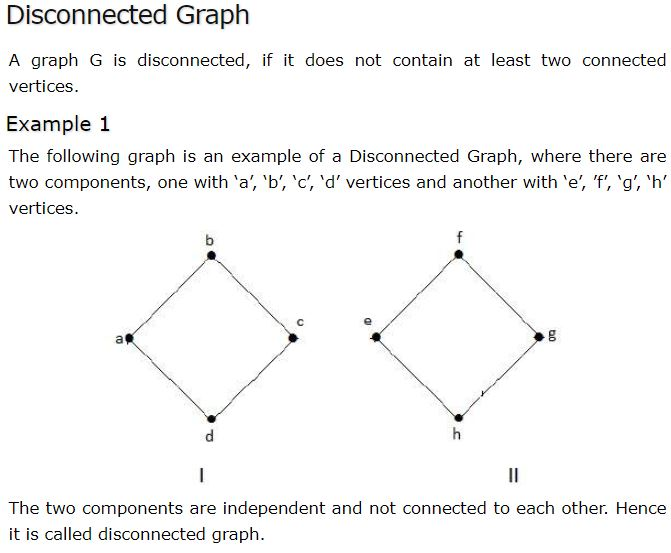 Disconnected Graph
A graph G is disconnected, if it does not contain at least two connected
vertices.
Example 1
The following graph is an example of a Disconnected Graph, where there are
two components, one with ‘a’, ‘b’, ‘c’, ‘d’ vertices and another with ‘e’, ’f’, ‘g’, ‘h’
vertices.
b
f
c
e
a
g
d
h
I
II
The two components are independent and not connected to each other. Hence
it is called disconnected graph.